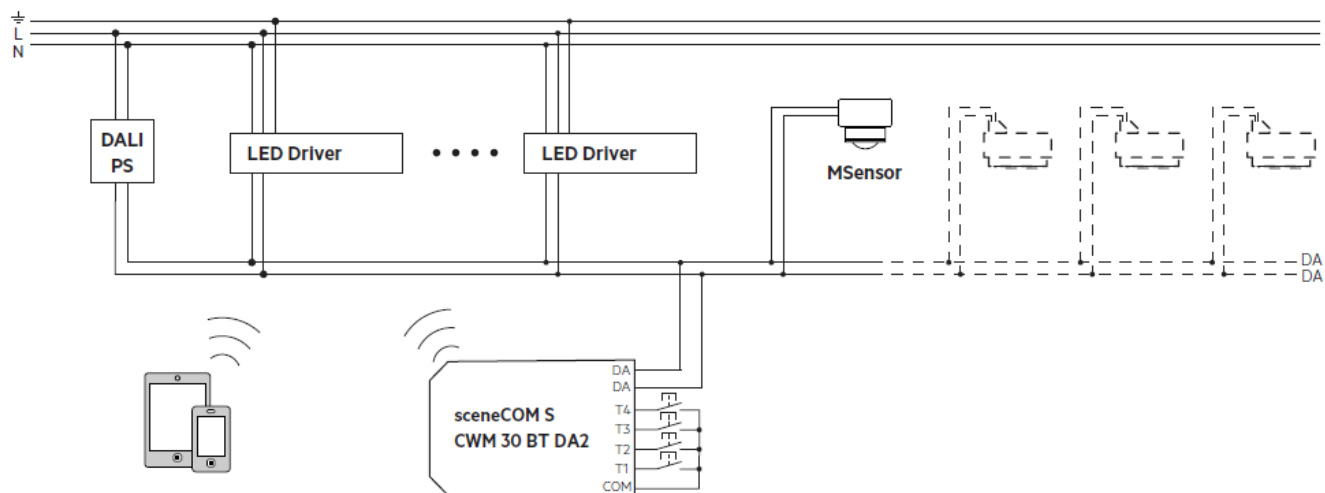 L
N
DALI
PS
LED Driver
LED Driver
MSensor
DA
DA
DA
DA
sceneCOM S
CWM 30 BT DA2
T4
T3
T2
T1
COM